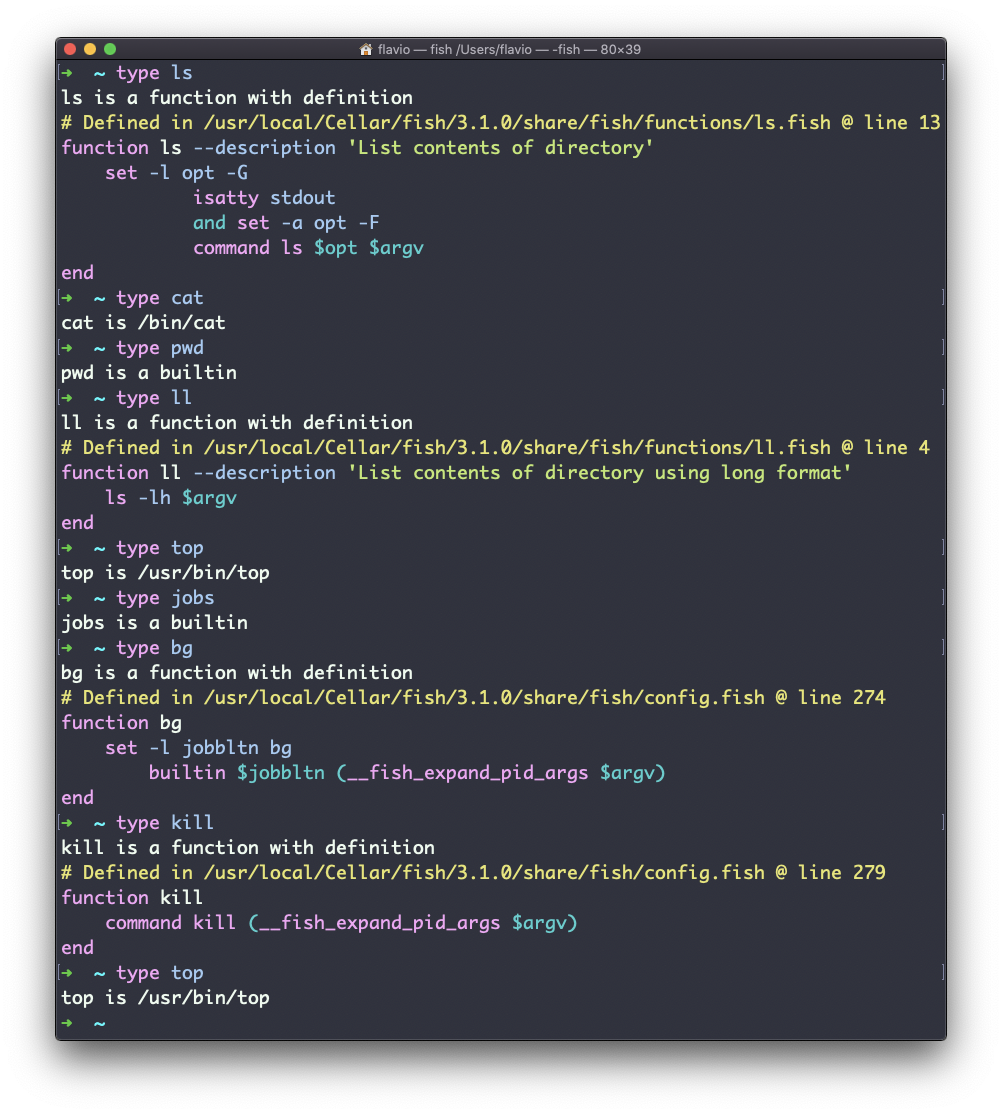 flavio — fish /Users/flavio — -fish — 80×39
[➜  ~ type ls ]
ls is a function with definition
# Defined in /usr/local/Cellar/fish/3.1.0/share/fish/functions/ls.fish @ line 13
function ls --description 'List contents of directory'
    set -l opt -G
            isatty stdout
            and set -a opt -F
            command ls $opt $argv
end
[➜  ~ type cat ]
cat is /bin/cat
[➜  ~ type pwd ]
pwd is a builtin
[➜  ~ type ll ]
ll is a function with definition
# Defined in /usr/local/Cellar/fish/3.1.0/share/fish/functions/ll.fish @ line 4
function ll --description 'List contents of directory using long format'
    ls -lh $argv
end
[➜  ~ type top ]
top is /usr/bin/top
[➜  ~ type jobs ]
jobs is a builtin
[➜  ~ type bg ]
bg is a function with definition
# Defined in /usr/local/Cellar/fish/3.1.0/share/fish/config.fish @ line 274
function bg
    set -l jobbltn bg
        builtin $jobbltn (__fish_expand_pid_args $argv)
end
[➜  ~ type kill ]
kill is a function with definition
# Defined in /usr/local/Cellar/fish/3.1.0/share/fish/config.fish @ line 279
function kill
    command kill (__fish_expand_pid_args $argv)
end
[➜  ~ type top ]
top is /usr/bin/top
➜  ~